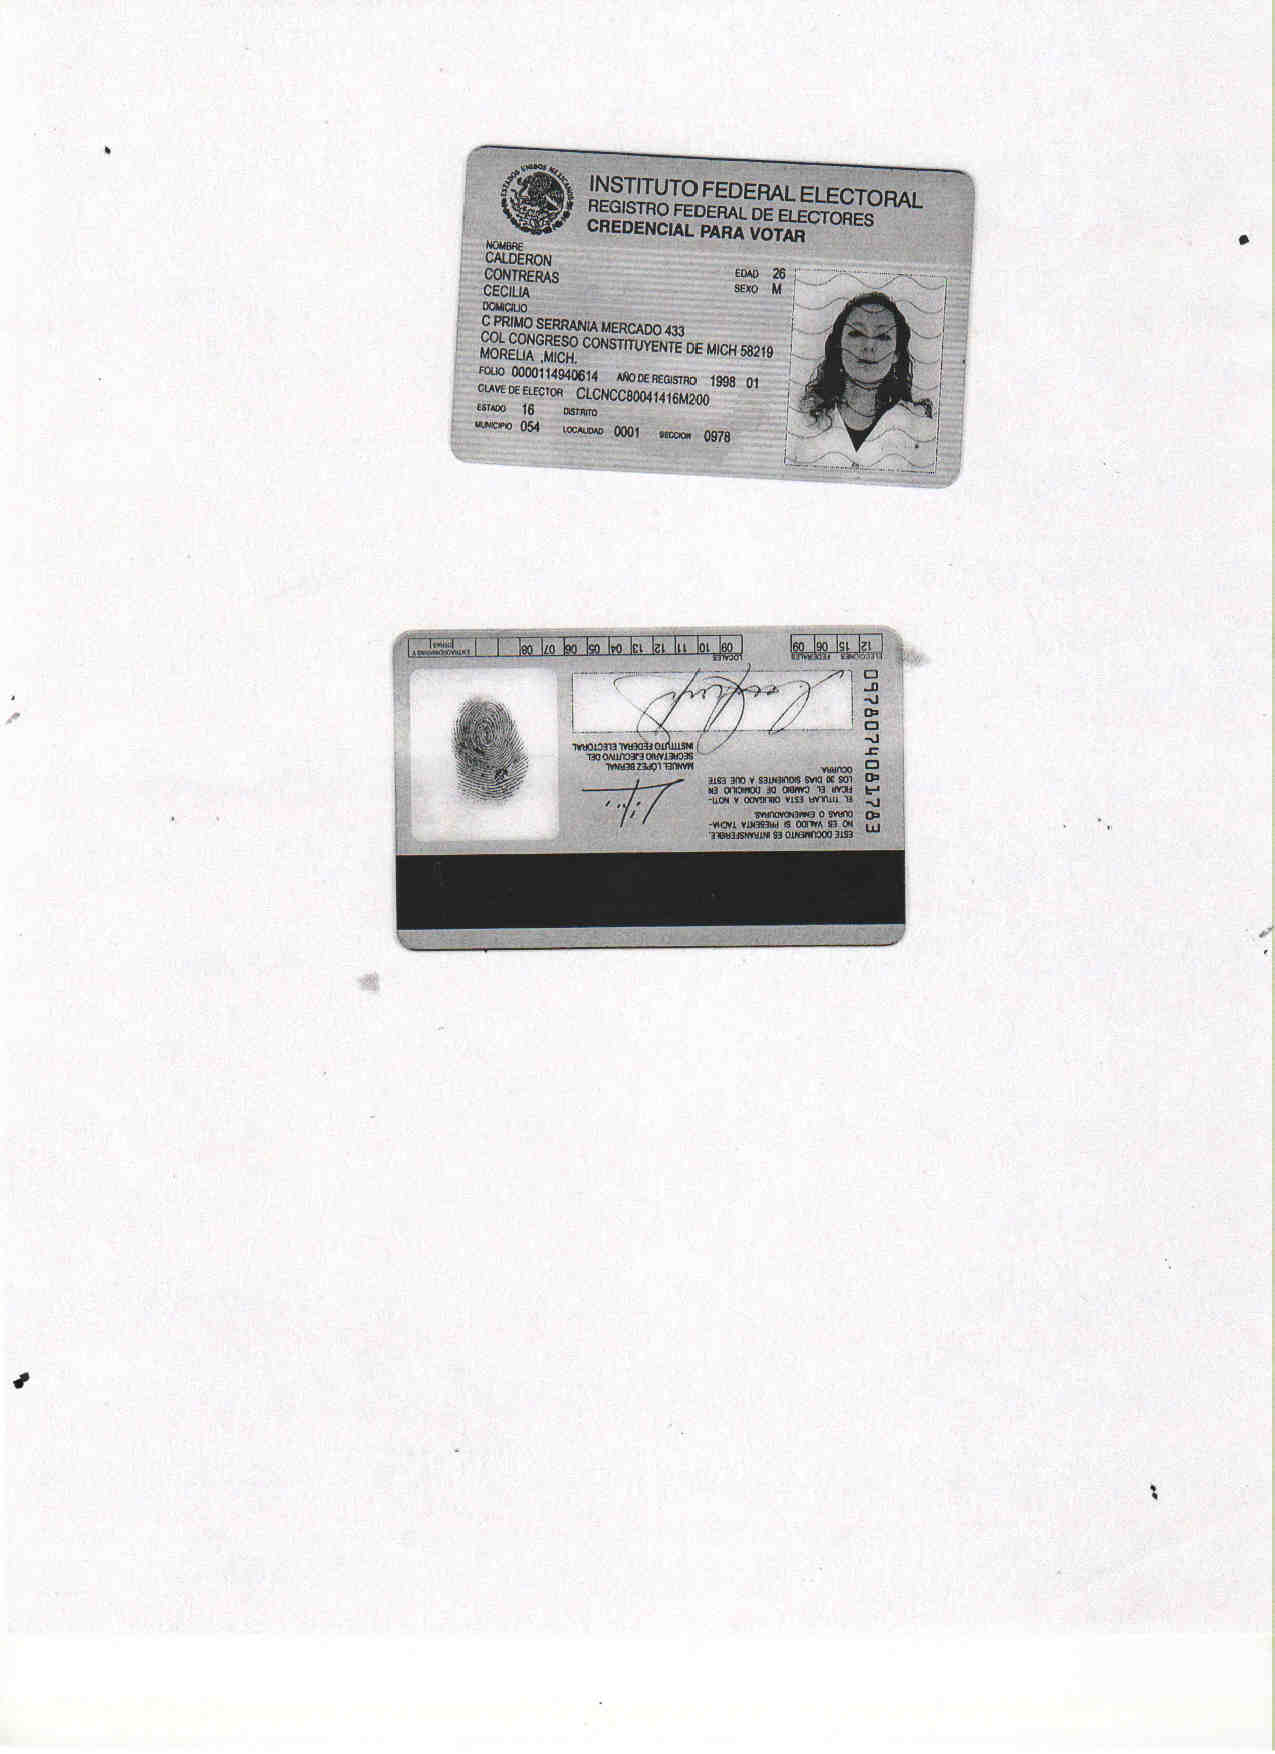 ESTADOS UNIDOS MEXICANOS
INSTITUTO FEDERAL ELECTORAL
REGISTRO FEDERAL DE ELECTORES
CREDENCIAL PARA VOTAR
NOMBRE
CALDERON
CONTRERAS
CECILIA
EDAD 26
SEXO M
DOMICILIO
C PRIMO SERRANIA MERCADO 433
COL CONGRESO CONSTITUYENTE DE MICH 58219
MORELIA ,MICH.
FOLIO 0000114940614 AÑO DE REGISTRO 1998 01
CLAVE DE ELECTOR CLCNCC80041416M200
ESTADO 16 DISTRITO
MUNICIPIO 054 LOCALIDAD 0001 SECCION 0978
ESTE DOCUMENTO ES INTRANSFERIBLE.
NO ES VALIDO SI PRESENTA TACHA-
DURAS O ENMENDADURAS.
EL TITULAR ESTA OBLIGADO A NOTI-
FICAR EL CAMBIO DE DOMICILIO EN
LOS 30 DIAS SIGUIENTES A QUE ESTE
OCURRA.
MANUEL LÓPEZ BERNAL
SECRETARIO EJECUTIVO DEL
INSTITUTO FEDERAL ELECTORAL
0978074081783
ELECCIONES FEDERALES
12 15 06 09
LOCALES
09 10 11 12 13 04 05 06 07 08
EXTRAORDINARIAS Y OTRAS